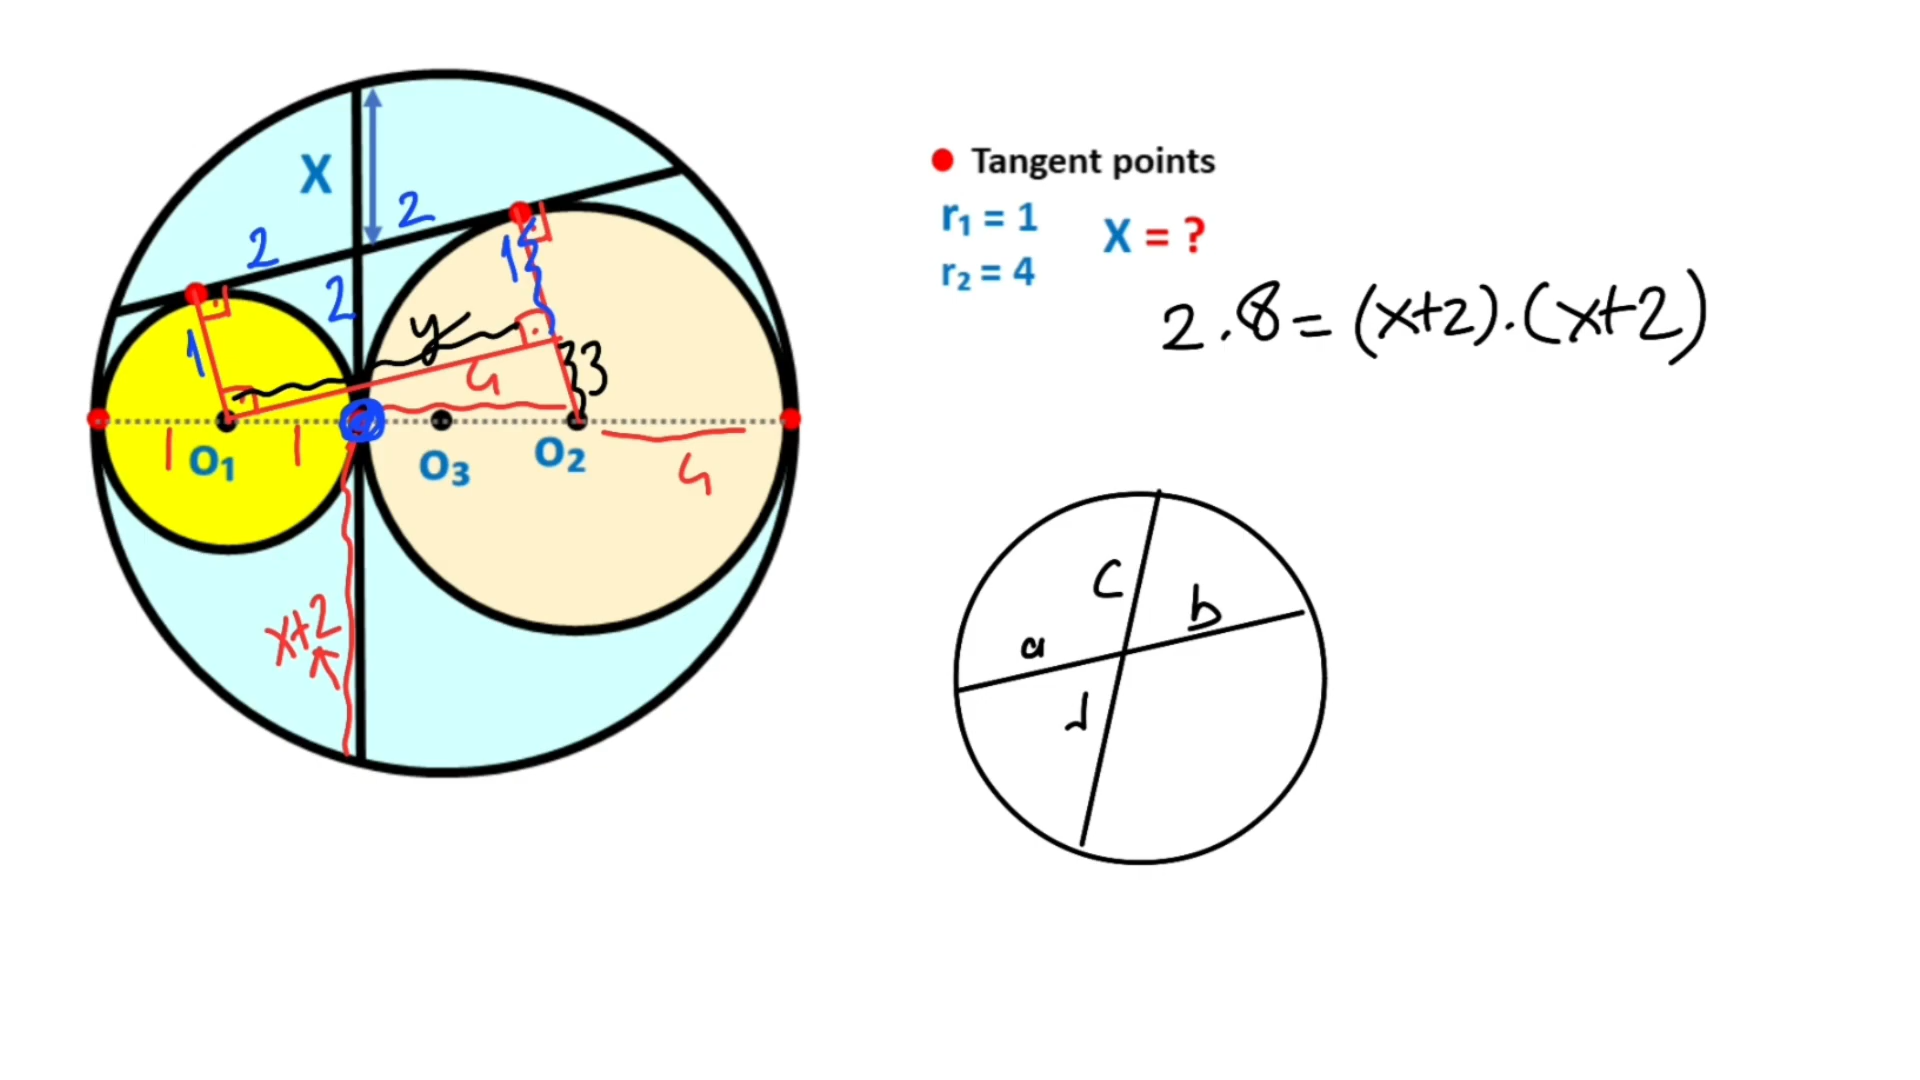 Tangent points
r₁ = 1
X = ?
r₂ = 4
2.8=(x+2).(x+2)
X
2
2
2
1
1
y
4
33
1
1
4
O₁
O₃
O₂
x+2
c
b
a
d